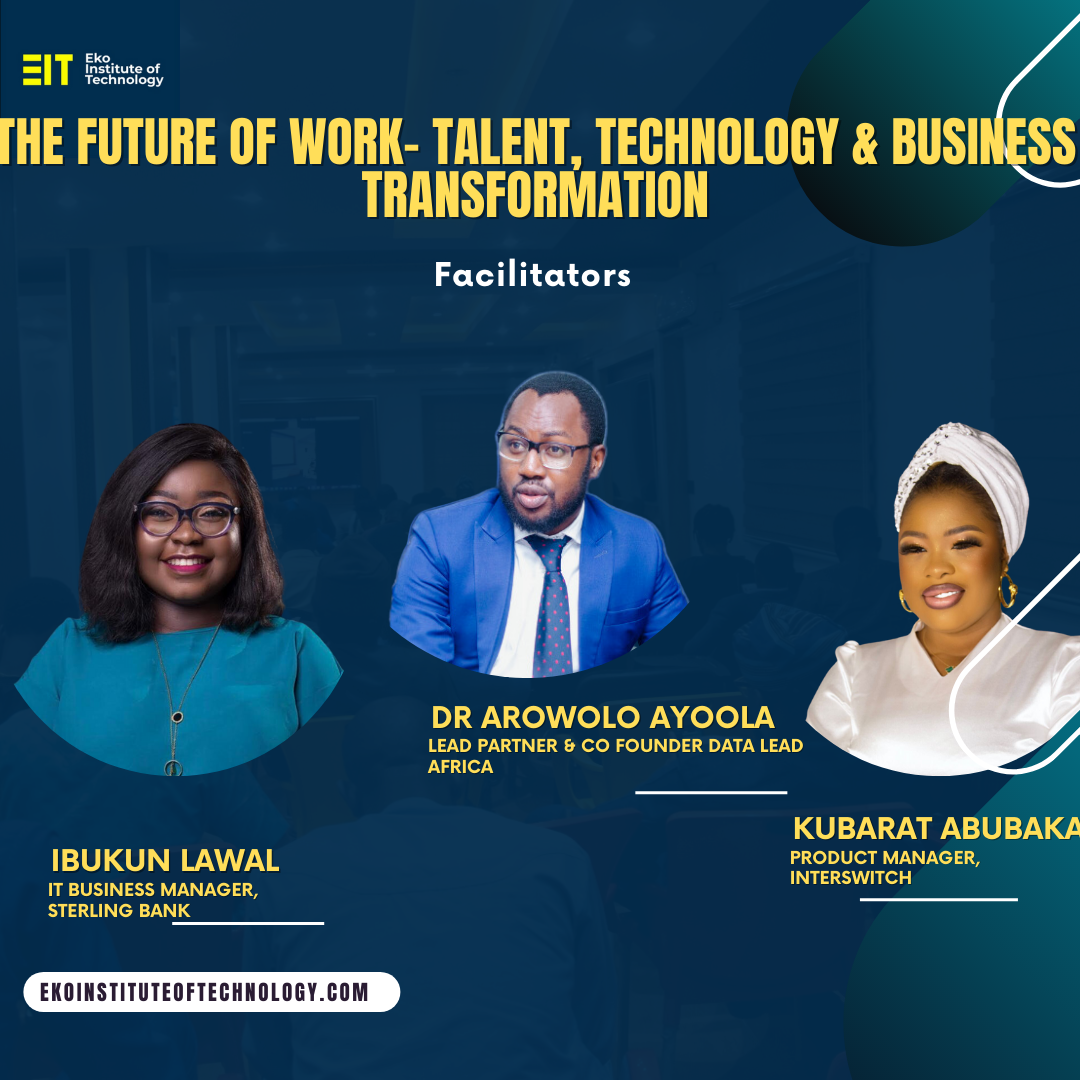 EIT
Eko
Institute of
Technology
THE FUTURE OF WORK- TALENT, TECHNOLOGY & BUSINESS
TRANSFORMATION
Facilitators
DR AROWOLO AYOOLA
LEAD PARTNER & CO FOUNDER DATA LEAD
AFRICA
KUBARAT ABUBAKA
PRODUCT MANAGER,
INTERSWITCH
IBUKUN LAWAL
IT BUSINESS MANAGER,
STERLING BANK
EKOINSTITUTEOFTECHNOLOGY.COM